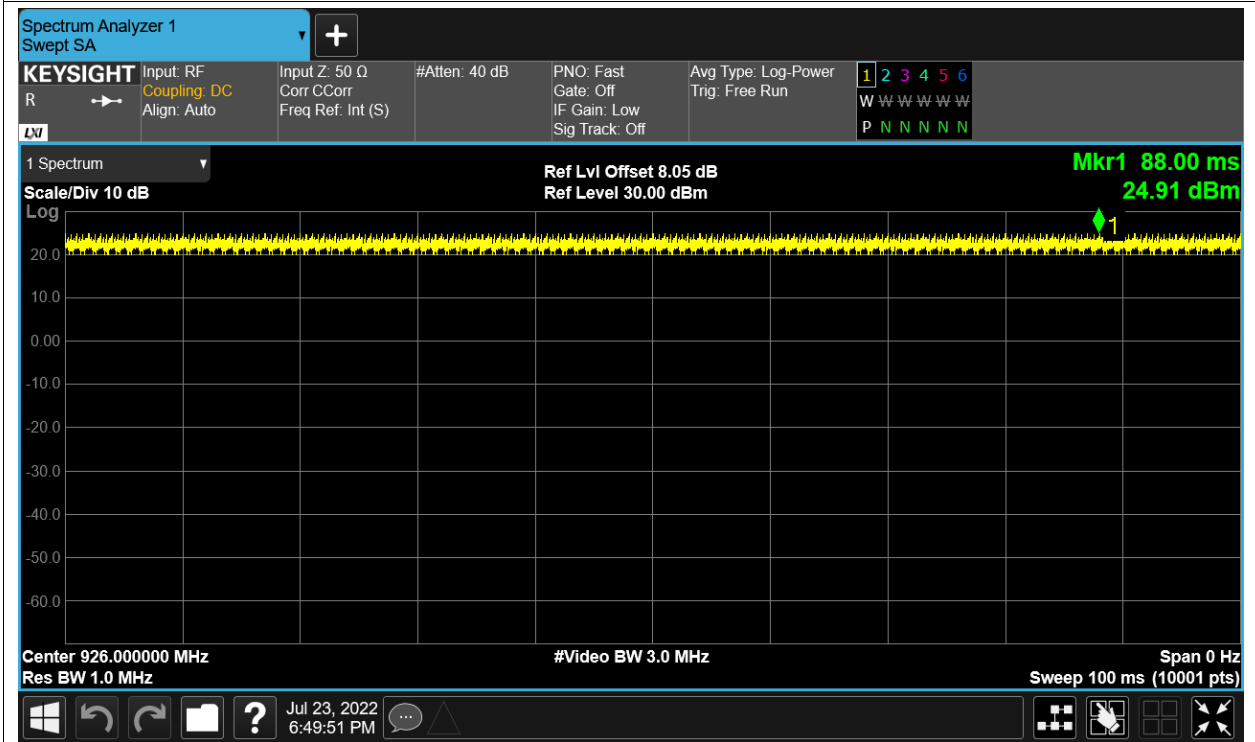 Spectrum Analyzer 1
Swept SA
KEYSIGHT
R
LXI
Input: RF
Coupling: DC
Align: Auto
Input Z: 50 Ω
Corr CCorr
Freq Ref: Int (S)
#Atten: 40 dB
PNO: Fast
Gate: Off
IF Gain: Low
Sig Track: Off
Avg Type: Log-Power
Trig: Free Run
1 2 3 4 5 6
W W W W W W
P N N N N N
1 Spectrum
Scale/Div 10 dB
Log
Ref Lvl Offset 8.05 dB
Ref Level 30.00 dBm
Mkr1 88.00 ms
24.91 dBm
1
20.0
10.0
0.00
-10.0
-20.0
-30.0
-40.0
-50.0
-60.0
Center 926.000000 MHz
Res BW 1.0 MHz
#Video BW 3.0 MHz
Span 0 Hz
Sweep 100 ms (10001 pts)
?
Jul 23, 2022
6:49:51 PM